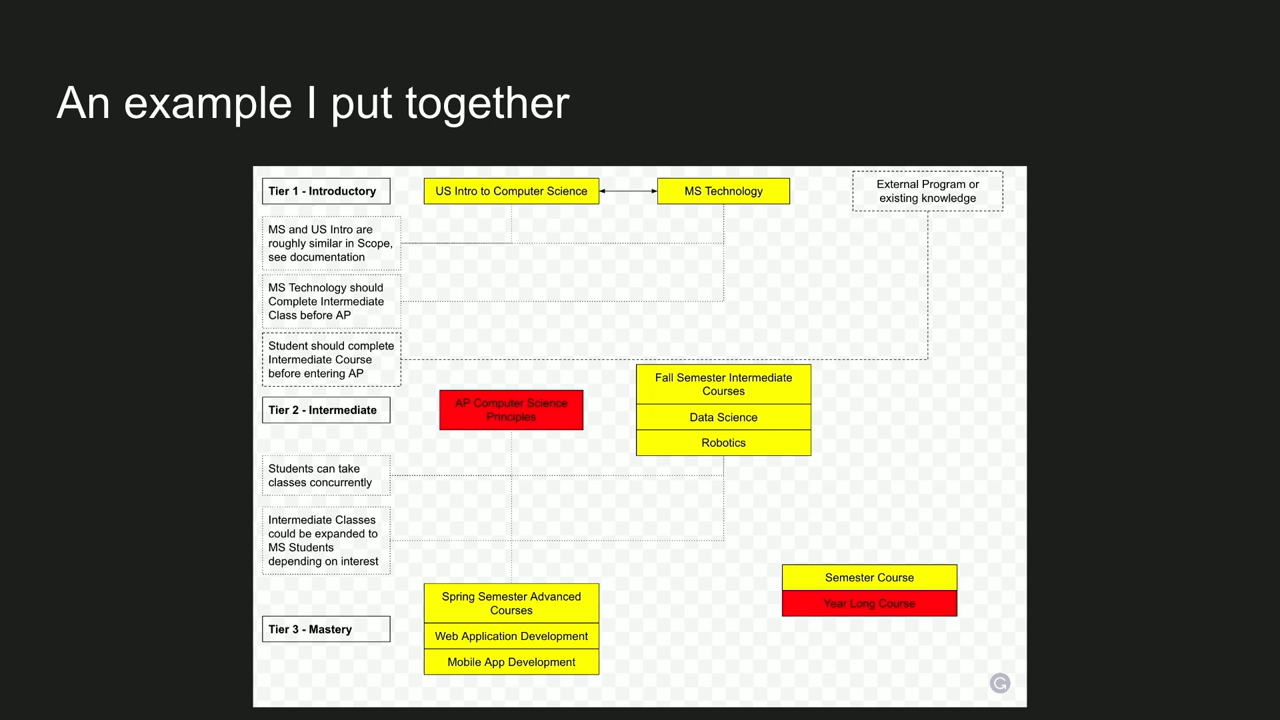 An example I put together
Tier 1 - Introductory
US Intro to Computer Science
MS Technology
External Program or
existing knowledge
MS and US Intro are
roughly similar in Scope,
see documentation
MS Technology should
Complete Intermediate
Class before AP
Student should complete
Intermediate Course
before entering AP
Fall Semester Intermediate
Courses
Data Science
Robotics
AP Computer Science
Principles
Tier 2 - Intermediate
Students can take
classes concurrently
Intermediate Classes
could be expanded to
MS Students
depending on interest
Semester Course
Year Long Course
Spring Semester Advanced
Courses
Web Application Development
Mobile App Development
Tier 3 - Mastery
G